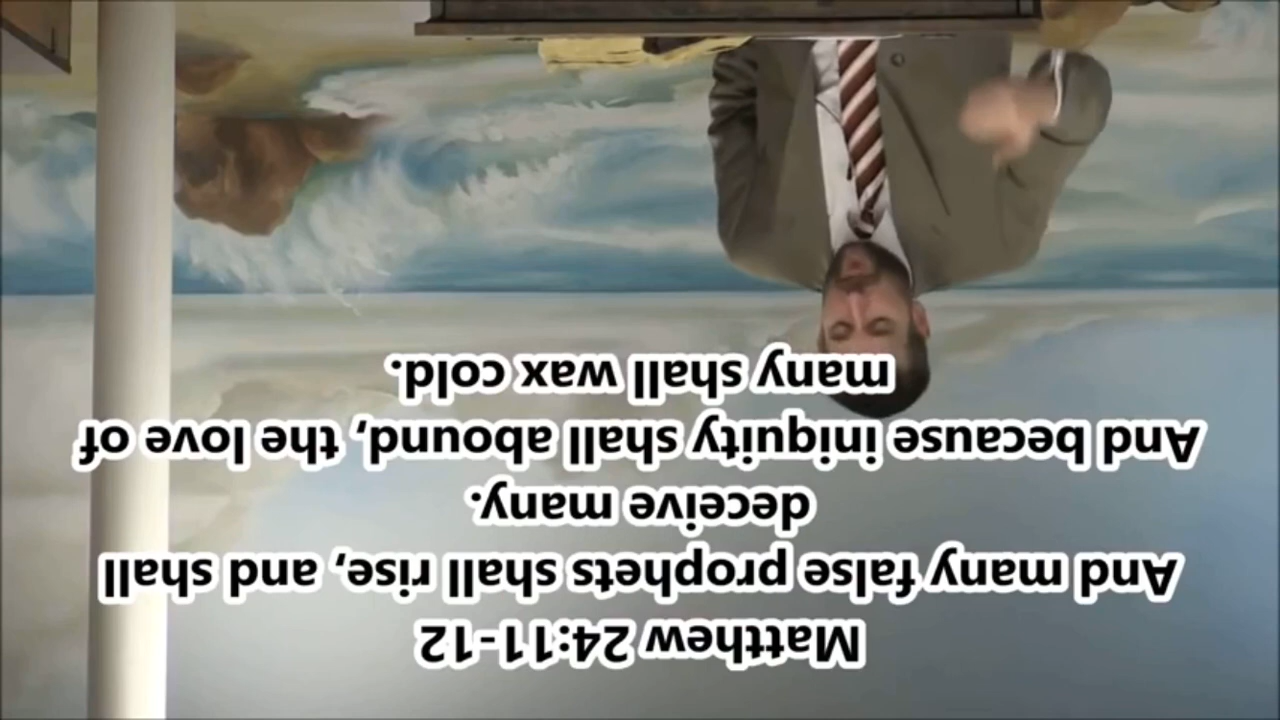 Matthew 24:11-12
And many false prophets shall rise, and shall
deceive many.
And because iniquity shall abound, the love of
many shall wax cold.